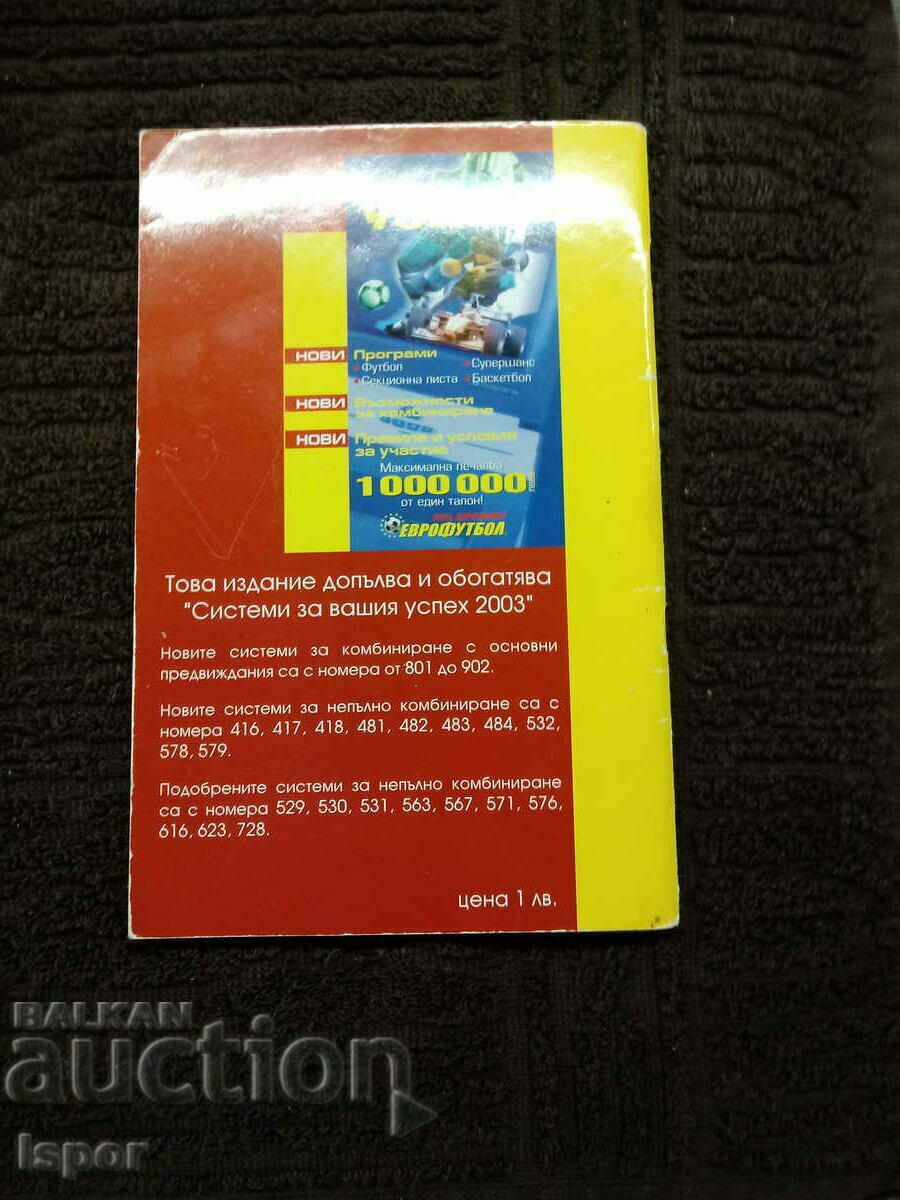 НОВИ Програми
• Футбол • Супершанс
• Секционна листа • Баскетбол
НОВИ Възможности
за комбиниране
НОВИ Правила и условия
за участие
Максимална печалба
1 000 000
от един талон!
ЕВРОФУТБОЛ
Това издание допълва и обогатява
"Системи за вашия успех 2003"
Новите системи за комбиниране с основни
предвиждания са с номера от 801 до 902.
Новите системи за непълно комбиниране са с
номера 416, 417, 418, 481, 482, 483, 484, 532,
578, 579.
Подобрените системи за непълно комбиниране
са с номера 529, 530, 531, 563, 567, 571, 576,
616, 623, 728.
цена 1 лв.
BALKAN
auction
Ispor